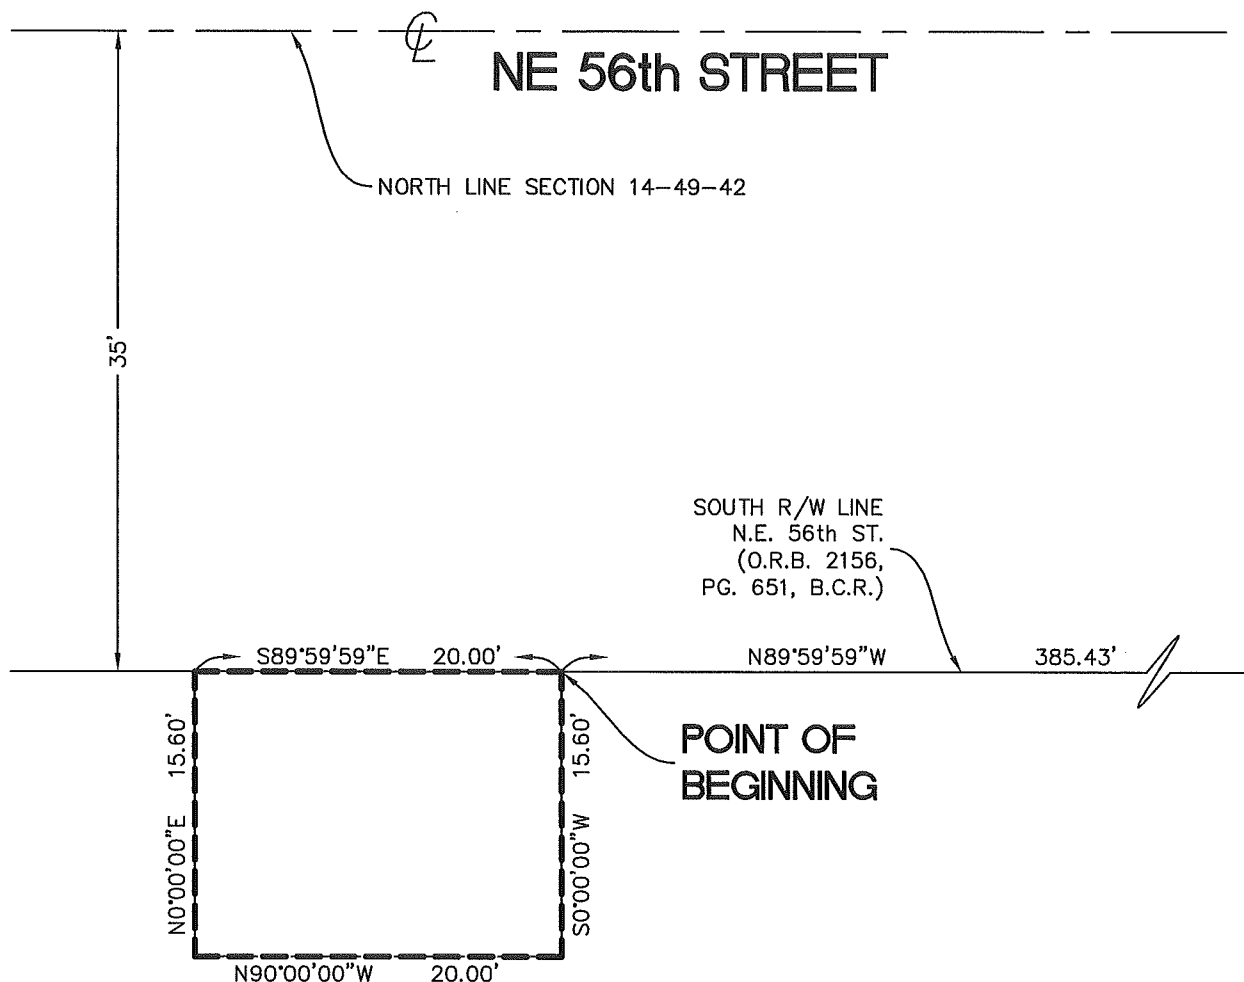 ℄
NE 56th STREET
NORTH LINE SECTION 14-49-42
35'
SOUTH R/W LINE
N.E. 56th ST.
(O.R.B. 2156,
PG. 651, B.C.R.)
S89°59'59"E 20.00'
N89°59'59"W 385.43'
N0°00'00"E 15.60'
S0°00'00"W 15.60'
POINT OF
BEGINNING
N90°00'00"W 20.00'